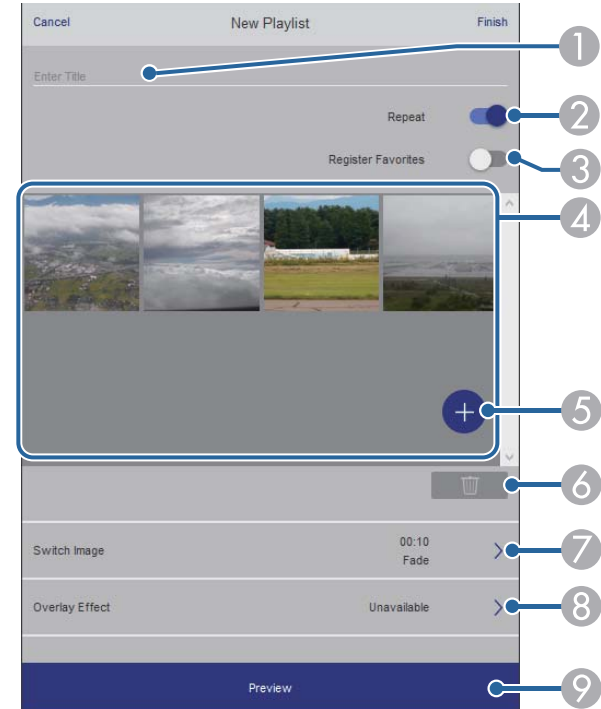 Cancel New Playlist Finish
1
Enter Title
Repeat 2
Register Favorites 3
4
5
6
Switch Image 00:10 Fade 7
Overlay Effect Unavailable 8
Preview 9